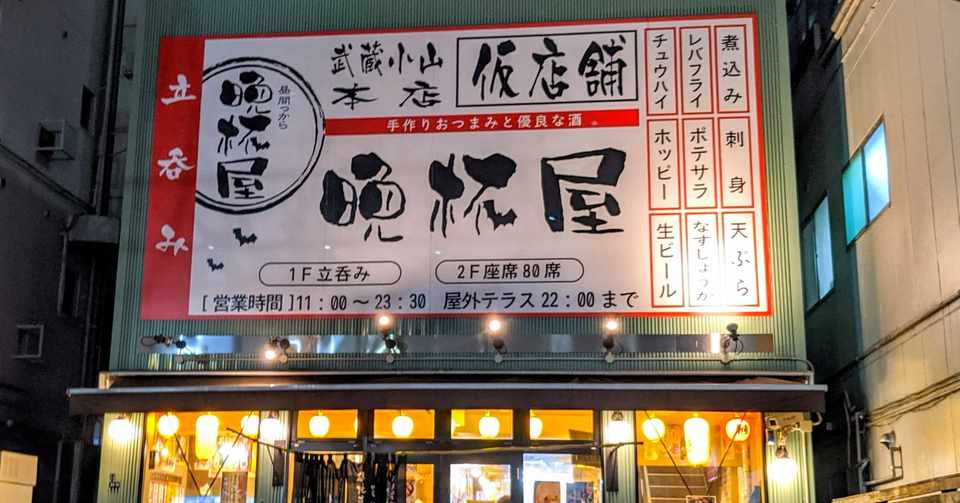 立呑み
昼間っから
晩杯屋
武蔵小山
本店
仮店舗
手作りおつまみと優良な酒
晩杯屋
1F立呑み
2F座席80席
[営業時間]11:00〜23:30 屋外テラス22:00まで
煮込み
レバフライ
チュウハイ
刺身
ポテサラ
ホッピー
天ぷら
なすしょっか
生ビール